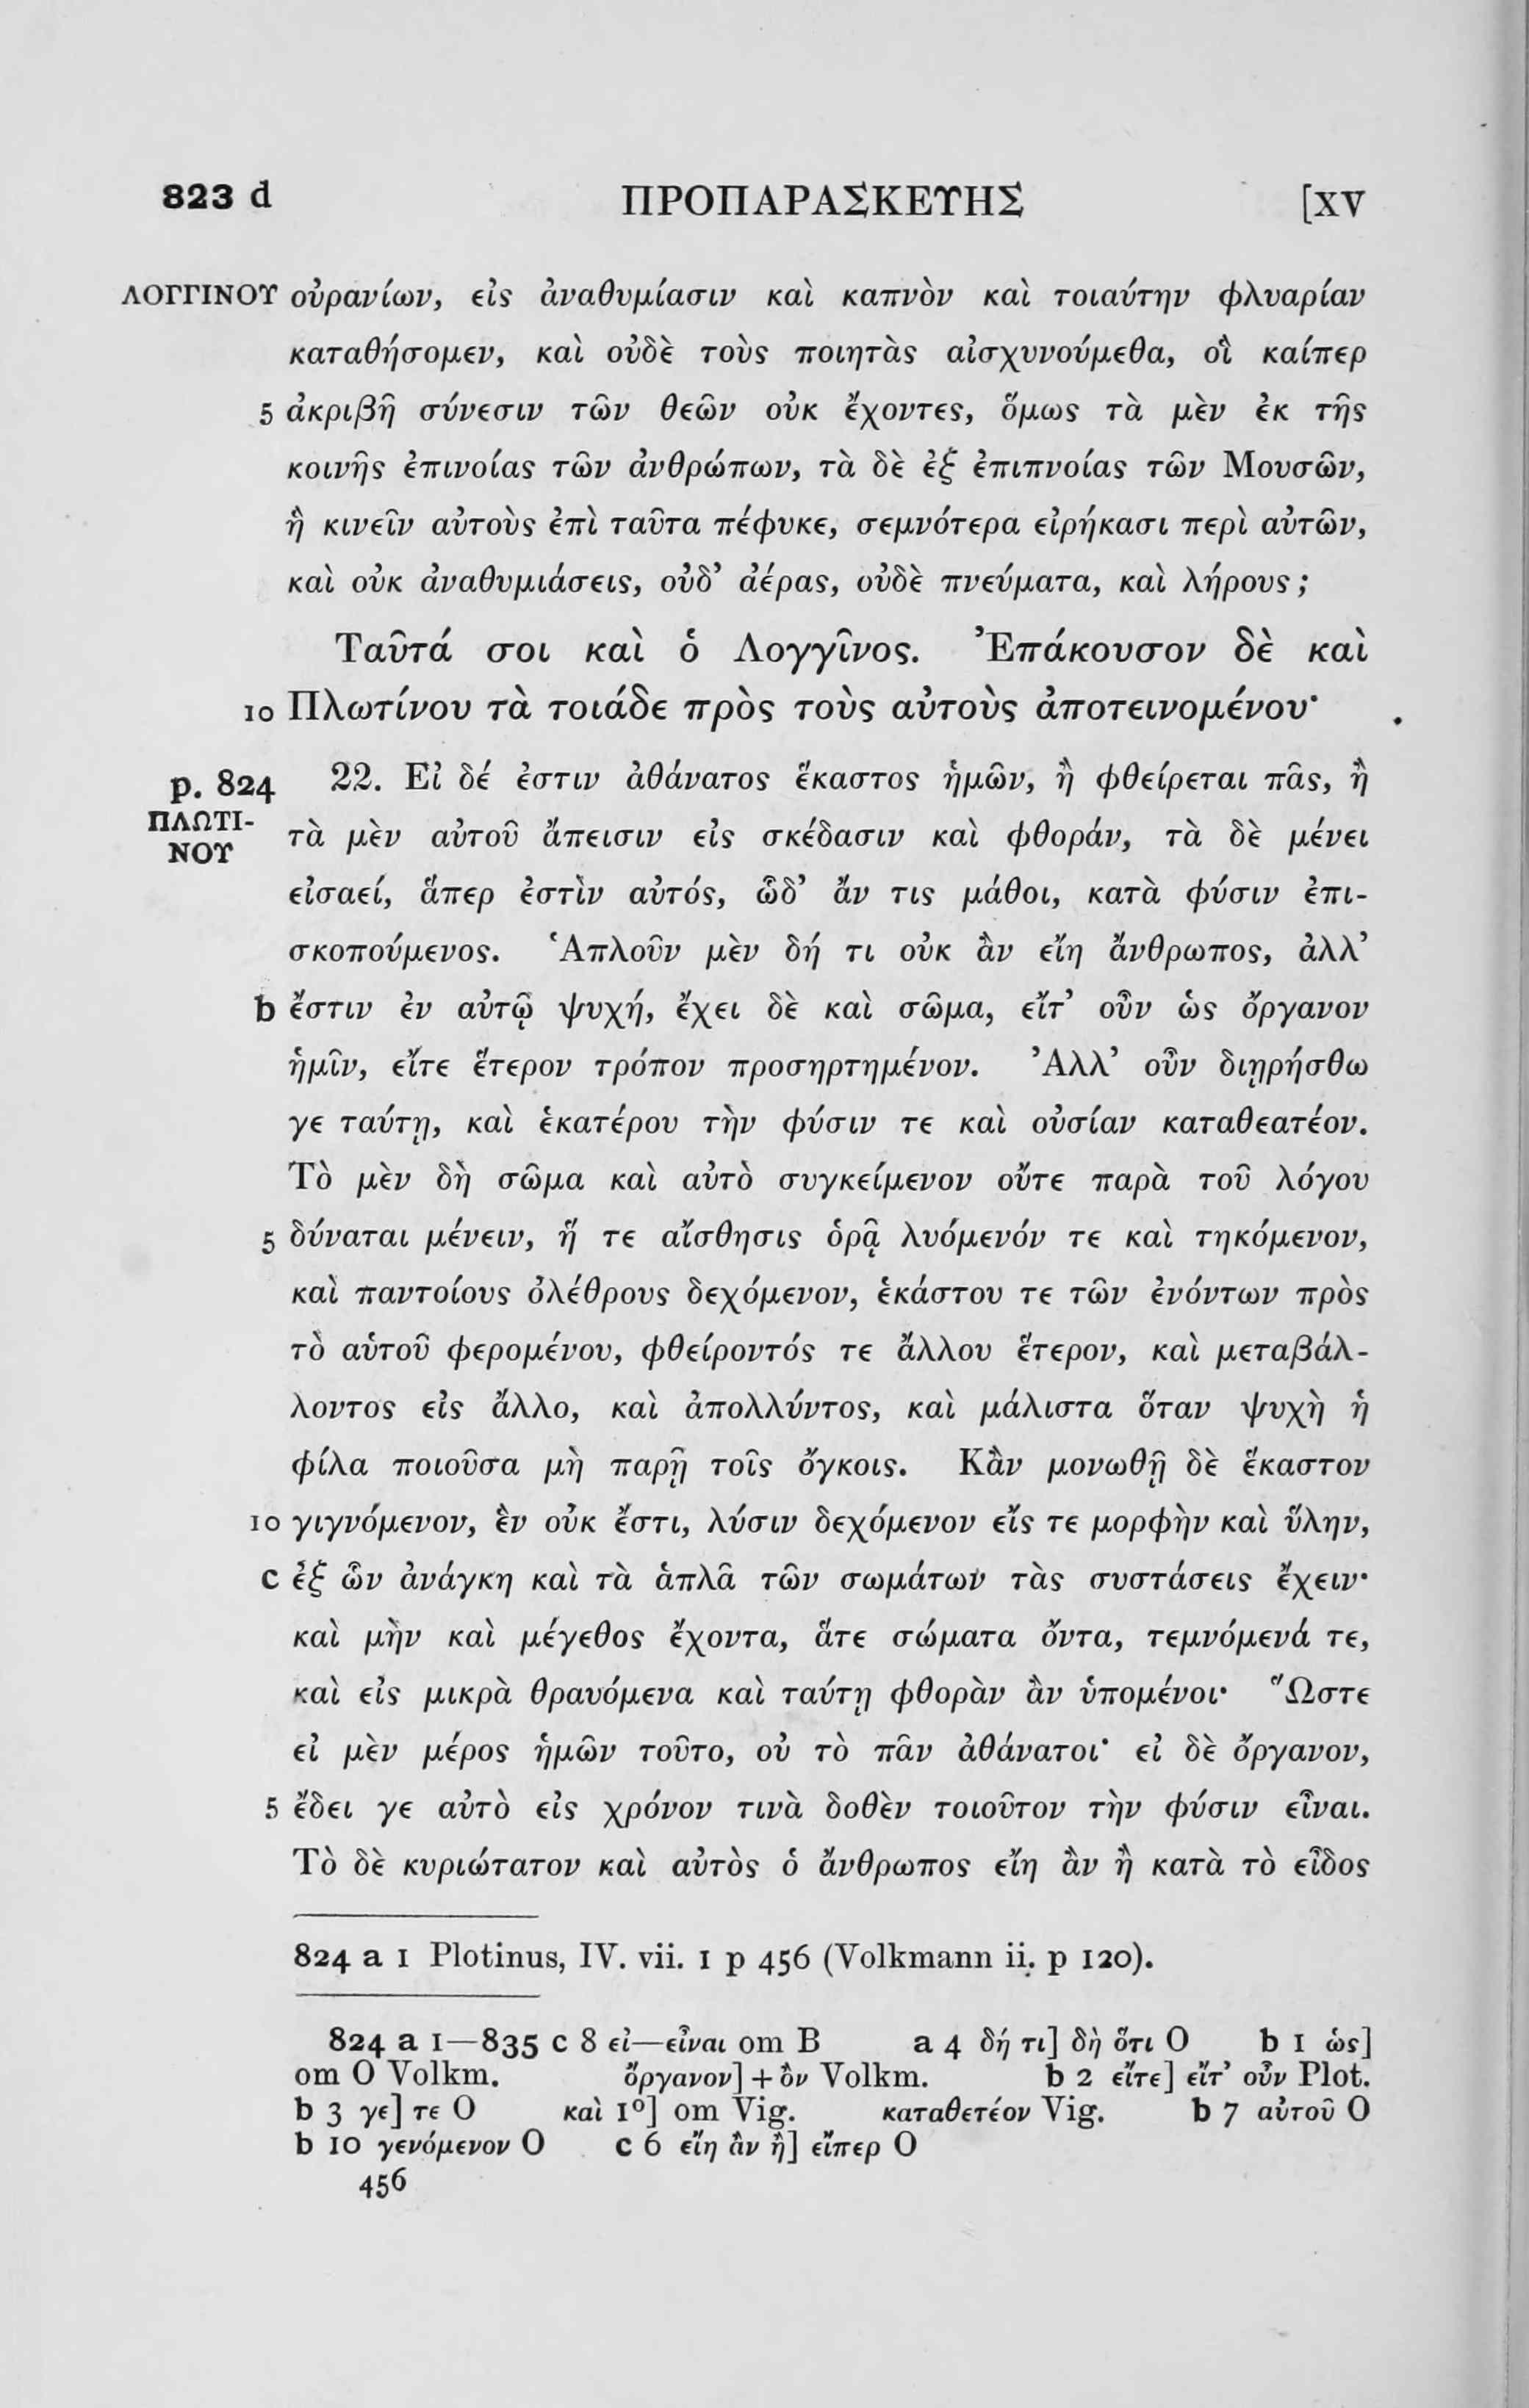 823 d ΠΡΟΠΑΡΑΣΚΕΥΗΣ [XV
ΛΟΓΓΙΝΟΥ οὐρανίων, εἰς ἀναθυμίασιν καὶ καπνὸν καὶ τοιαύτην φλυαρίαν
καταθήσομεν, καὶ οὐδὲ τοὺς ποιητὰς αἰσχυνούμεθα, οἳ καίπερ
5 ἀκριβῆ σύνεσιν τῶν θεῶν οὐκ ἔχοντες, ὅμως τὰ μὲν ἐκ τῆς
κοινῆς ἐπινοίας τῶν ἀνθρώπων, τὰ δὲ ἐξ ἐπιπνοίας τῶν Μουσῶν,
ἣ κινεῖν αὐτοὺς ἐπὶ ταῦτα πέφυκε, σεμνότερα εἰρήκασι περὶ αὐτῶν,
καὶ οὐκ ἀναθυμιάσεις, οὐδ’ ἀέρας, οὐδὲ πνεύματα, καὶ λήρους;
Ταῦτά σοι καὶ ὁ Λογγῖνος. Ἐπάκουσον δὲ καὶ
10 Πλωτίνου τὰ τοιάδε πρὸς τοὺς αὐτοὺς ἀποτεινομένου·
p. 824 22. Εἰ δέ ἐστιν ἀθάνατος ἕκαστος ἡμῶν, ἢ φθείρεται πᾶς, ἢ
ΠΛΩΤΙ-
ΝΟΥ τὰ μὲν αὐτοῦ ἄπεισιν εἰς σκέδασιν καὶ φθοράν, τὰ δὲ μένει
εἰσαεί, ἅπερ ἐστὶν αὐτός, ὧδ’ ἄν τις μάθοι, κατὰ φύσιν ἐπι-
σκοπούμενος. Ἁπλοῦν μὲν δή τι οὐκ ἂν εἴη ἄνθρωπος, ἀλλ’
b ἔστιν ἐν αὐτῷ ψυχή, ἔχει δὲ καὶ σῶμα, εἴτ’ οὖν ὡς ὄργανον
ἡμῖν, εἴτε ἕτερον τρόπον προσηρτημένον. Ἀλλ’ οὖν διῃρήσθω
γε ταύτῃ, καὶ ἑκατέρου τὴν φύσιν τε καὶ οὐσίαν καταθεατέον.
Τὸ μὲν δὴ σῶμα καὶ αὐτὸ συγκείμενον οὔτε παρὰ τοῦ λόγου
5 δύναται μένειν, ἥ τε αἴσθησις ὁρᾷ λυόμενόν τε καὶ τηκόμενον,
καὶ παντοίους ὀλέθρους δεχόμενον, ἑκάστου τε τῶν ἐνόντων πρὸς
τὸ αὑτοῦ φερομένου, φθείροντός τε ἄλλου ἕτερον, καὶ μεταβάλ-
λοντος εἰς ἄλλο, καὶ ἀπολλύντος, καὶ μάλιστα ὅταν ψυχὴ ἡ
φίλα ποιοῦσα μὴ παρῇ τοῖς ὄγκοις. Κἂν μονωθῇ δὲ ἕκαστον
10 γιγνόμενον, ἓν οὐκ ἔστι, λύσιν δεχόμενον εἴς τε μορφὴν καὶ ὕλην,
c ἐξ ὧν ἀνάγκη καὶ τὰ ἁπλᾶ τῶν σωμάτων τὰς συστάσεις ἔχειν·
καὶ μὴν καὶ μέγεθος ἔχοντα, ἅτε σώματα ὄντα, τεμνόμενά τε,
καὶ εἰς μικρὰ θραυόμενα καὶ ταύτῃ φθορὰν ἂν ὑπομένοι· Ὥστε
εἰ μὲν μέρος ἡμῶν τοῦτο, οὐ τὸ πᾶν ἀθάνατοι· εἰ δὲ ὄργανον,
5 ἔδει γε αὐτὸ εἰς χρόνον τινὰ δοθὲν τοιοῦτον τὴν φύσιν εἶναι.
Τὸ δὲ κυριώτατον καὶ αὐτὸς ὁ ἄνθρωπος εἴη ἂν ἢ κατὰ τὸ εἶδος
824 a 1 Plotinus, IV. vii. 1 p 456 (Volkmann ii. p 120).
824 a 1—835 c 8 εἰ—εἶναι om B a 4 δή τι] δὴ ὅτι O b 1 ὡς]
om O Volkm. ὄργανον] + ὂν Volkm. b 2 εἴτε] εἴτ’ οὖν Plot.
b 3 γε] τε O καὶ 1º] om Vig. καταθετέον Vig. b 7 αὐτοῦ O
b 10 γενόμενον O c 6 εἴη ἂν ἢ] εἴπερ O
456